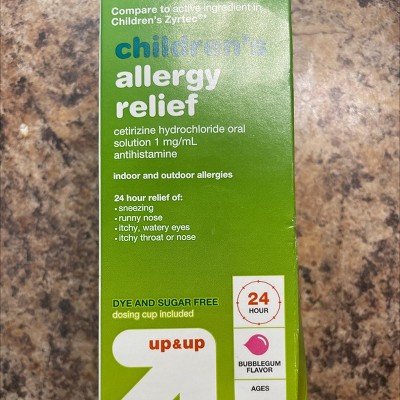 Compare to active ingredient in
Children's Zyrtec®*
children's
allergy
relief
cetirizine hydrochloride oral
solution 1 mg/mL
antihistamine
indoor and outdoor allergies
24 hour relief of:
• sneezing
• runny nose
• itchy, watery eyes
• itchy throat or nose
DYE AND SUGAR FREE
dosing cup included
24
HOUR
up&up
BUBBLEGUM
FLAVOR
AGES